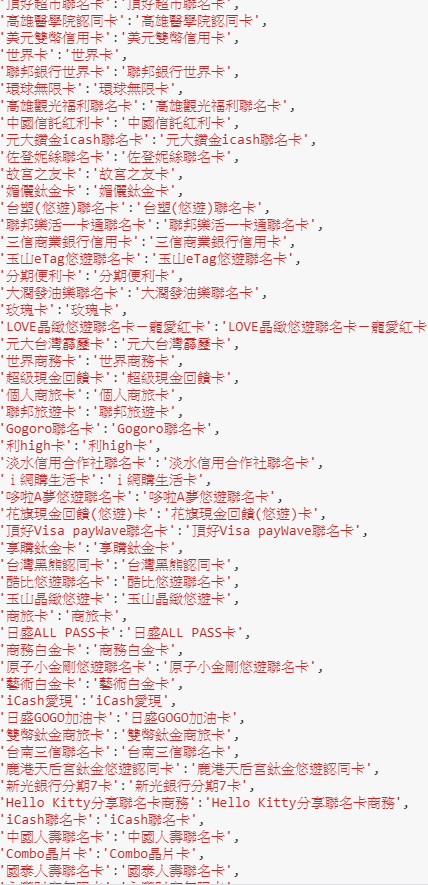 '頂好超市聯名卡':'頂好超市聯名卡',
'高雄醫學院認同卡':'高雄醫學院認同卡',
'美元雙幣信用卡':'美元雙幣信用卡',
'世界卡':'世界卡',
'聯邦銀行世界卡':'聯邦銀行世界卡',
'環球無限卡':'環球無限卡',
'高雄觀光福利聯名卡':'高雄觀光福利聯名卡',
'中國信託紅利卡':'中國信託紅利卡',
'元大鑽金icash聯名卡':'元大鑽金icash聯名卡',
'佐登妮絲聯名卡':'佐登妮絲聯名卡',
'故宮之友卡':'故宮之友卡',
'媚儷鈦金卡':'媚儷鈦金卡',
'台塑(悠遊)聯名卡':'台塑(悠遊)聯名卡',
'聯邦樂活一卡通聯名卡':'聯邦樂活一卡通聯名卡',
'三信商業銀行信用卡':'三信商業銀行信用卡',
'玉山eTag悠遊聯名卡':'玉山eTag悠遊聯名卡',
'分期便利卡':'分期便利卡',
'大潤發油樂聯名卡':'大潤發油樂聯名卡',
'玫瑰卡':'玫瑰卡',
'LOVE晶緻悠遊聯名卡－寵愛紅卡':'LOVE晶緻悠遊聯名卡－寵愛紅卡
'元大台灣霹靂卡':'元大台灣霹靂卡',
'世界商務卡':'世界商務卡',
'超級現金回饋卡':'超級現金回饋卡',
'個人商旅卡':'個人商旅卡',
'聯邦旅遊卡':'聯邦旅遊卡',
'Gogoro聯名卡':'Gogoro聯名卡',
'利high卡':'利high卡',
'淡水信用合作社聯名卡':'淡水信用合作社聯名卡',
'ｉ網購生活卡':'ｉ網購生活卡',
'哆啦A夢悠遊聯名卡':'哆啦A夢悠遊聯名卡',
'花旗現金回饋(悠遊)卡':'花旗現金回饋(悠遊)卡',
'頂好Visa payWave聯名卡':'頂好Visa payWave聯名卡',
'享購鈦金卡':'享購鈦金卡',
'台灣黑熊認同卡':'台灣黑熊認同卡',
'酷比悠遊聯名卡':'酷比悠遊聯名卡',
'玉山晶緻悠遊卡':'玉山晶緻悠遊卡',
'商旅卡':'商旅卡',
'日盛ALL PASS卡':'日盛ALL PASS卡',
'商務白金卡':'商務白金卡',
'原子小金剛悠遊聯名卡':'原子小金剛悠遊聯名卡',
'藝術白金卡':'藝術白金卡',
'iCash愛現':'iCash愛現',
'日盛GOGO加油卡':'日盛GOGO加油卡',
'雙幣鈦金商旅卡':'雙幣鈦金商旅卡',
'台南三信聯名卡':'台南三信聯名卡',
'鹿港天后宮鈦金悠遊認同卡':'鹿港天后宮鈦金悠遊認同卡',
'新光銀行分期7卡':'新光銀行分期7卡',
'Hello Kitty分享聯名卡商務':'Hello Kitty分享聯名卡商務',
'iCash聯名卡':'iCash聯名卡',
'中國人壽聯名卡':'中國人壽聯名卡',
'Combo晶片卡':'Combo晶片卡',
'國泰人壽聯名卡':'國泰人壽聯名卡',